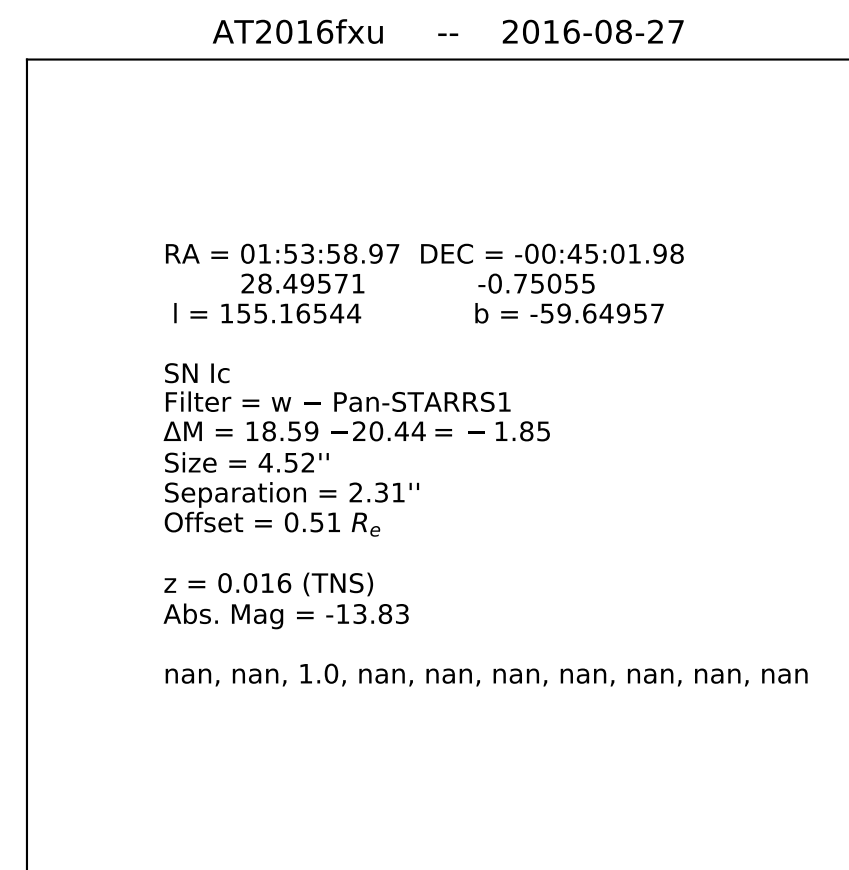 AT2016fxu -- 2016-08-27
RA = 01:53:58.97 DEC = -00:45:01.98
28.49571 -0.75055
l = 155.16544 b = -59.64957
SN Ic
Filter = w − Pan-STARRS1
ΔM = 18.59 −20.44 = − 1.85
Size = 4.52''
Separation = 2.31''
Offset = 0.51 Rₑ
z = 0.016 (TNS)
Abs. Mag = -13.83
nan, nan, 1.0, nan, nan, nan, nan, nan, nan, nan